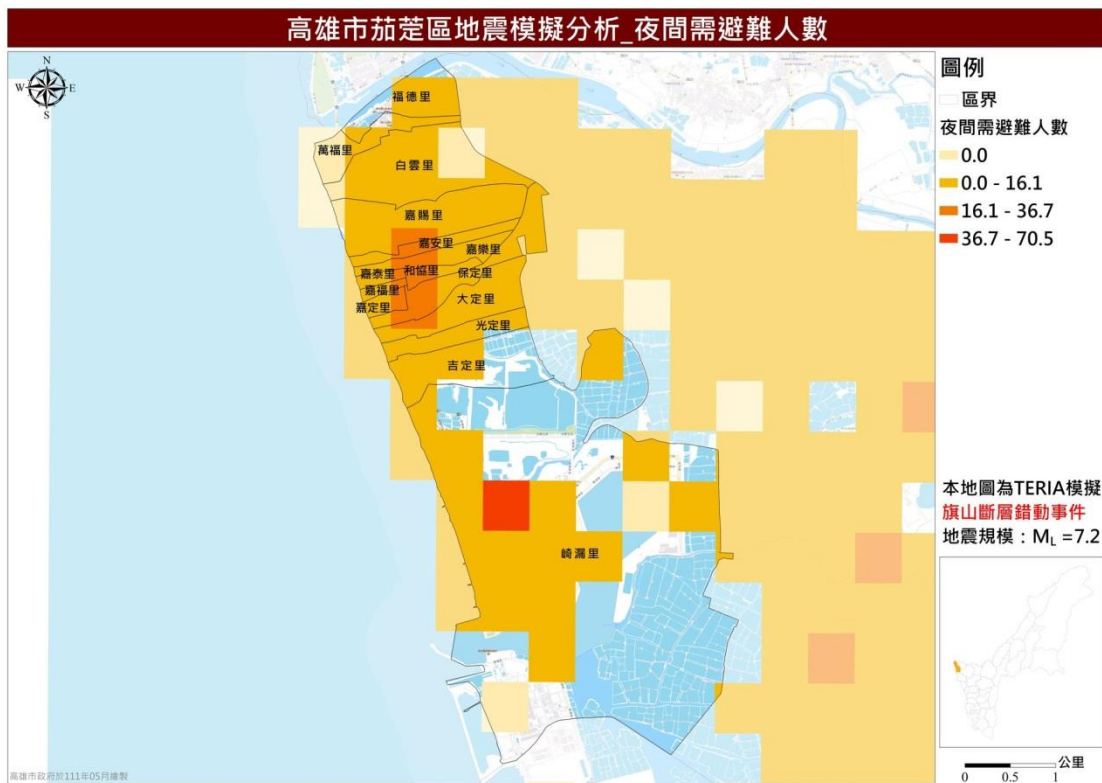 高雄市茄萣區地震模擬分析_夜間需避難人數
N
W
E
S
圖例
區界
夜間需避難人數
0.0
0.0 - 16.1
16.1 - 36.7
36.7 - 70.5
福德里
萬福里
白雲里
嘉賜里
嘉安里
嘉樂里
嘉泰里
和協里
保定里
嘉福里
大定里
嘉定里
光定里
吉定里
崎漏里
本地圖為TERIA模擬
旗山斷層錯動事件
地震規模：ML =7.2
公里
0 0.5 1
高雄市政府於111年05月繪製